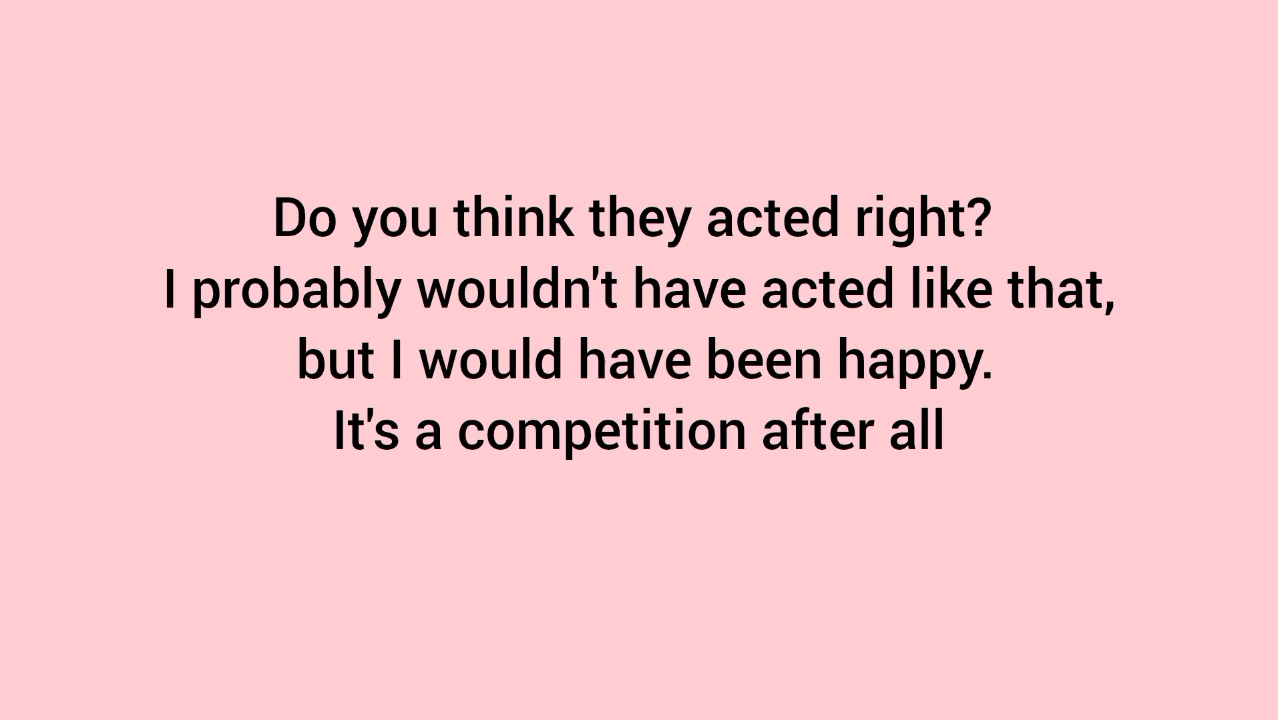 Do you think they acted right?
I probably wouldn't have acted like that,
but I would have been happy.
It's a competition after all